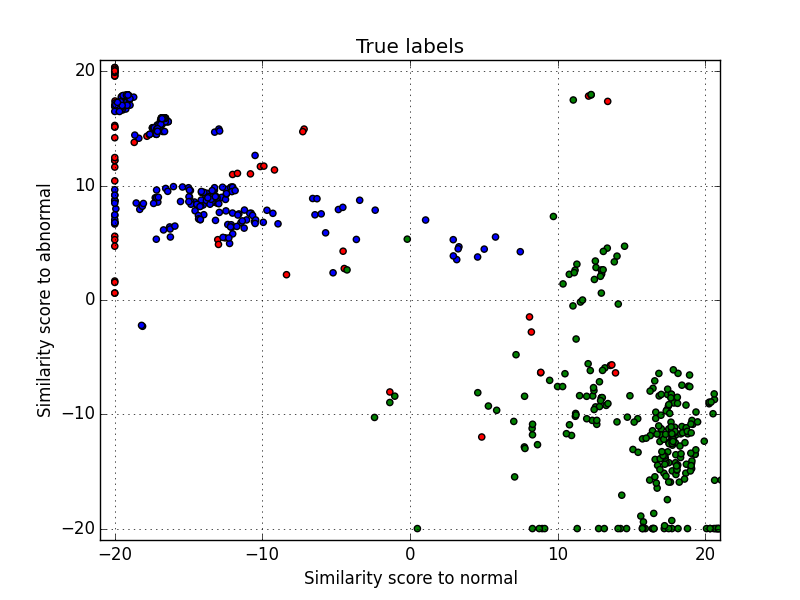 True labels
20
10
0
−10
−20
Similarity score to abnormal
−20 −10 0 10 20
Similarity score to normal